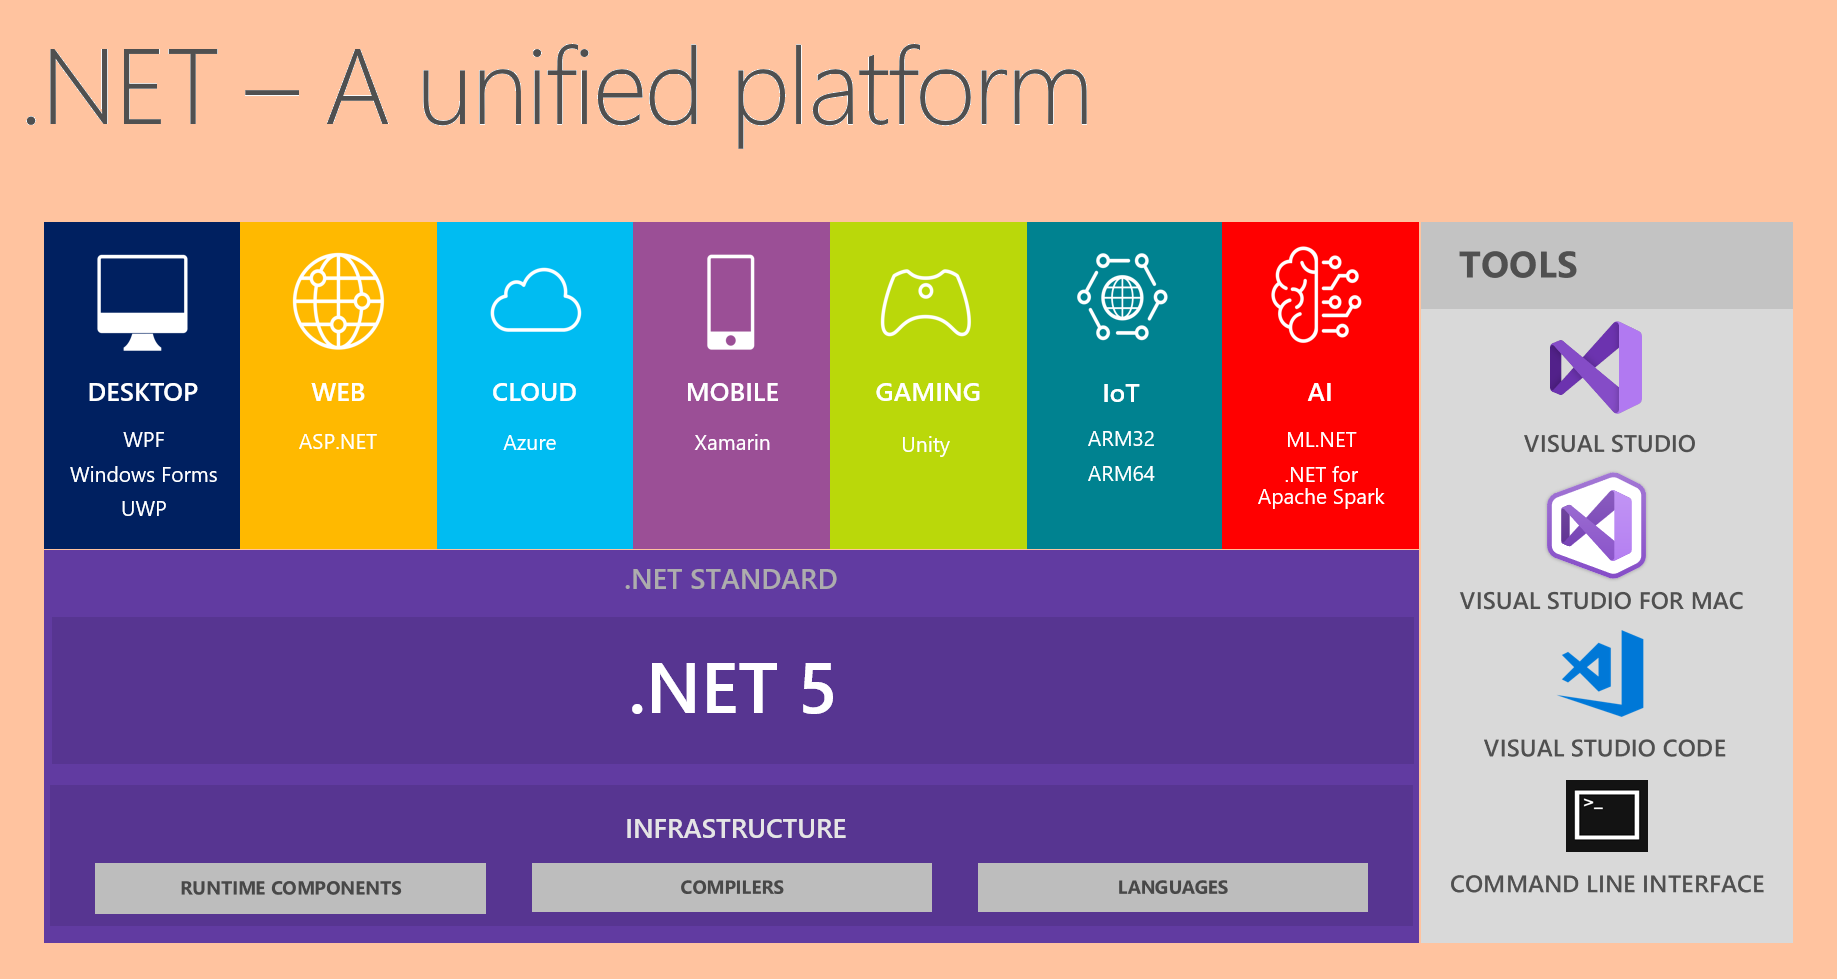 .NET – A unified platform
DESKTOP
WPF
Windows Forms
UWP
WEB
ASP.NET
CLOUD
Azure
MOBILE
Xamarin
GAMING
Unity
IoT
ARM32
ARM64
AI
ML.NET
.NET for
Apache Spark
.NET STANDARD
.NET 5
INFRASTRUCTURE
RUNTIME COMPONENTS
COMPILERS
LANGUAGES
TOOLS
VISUAL STUDIO
VISUAL STUDIO FOR MAC
VISUAL STUDIO CODE
>_
COMMAND LINE INTERFACE